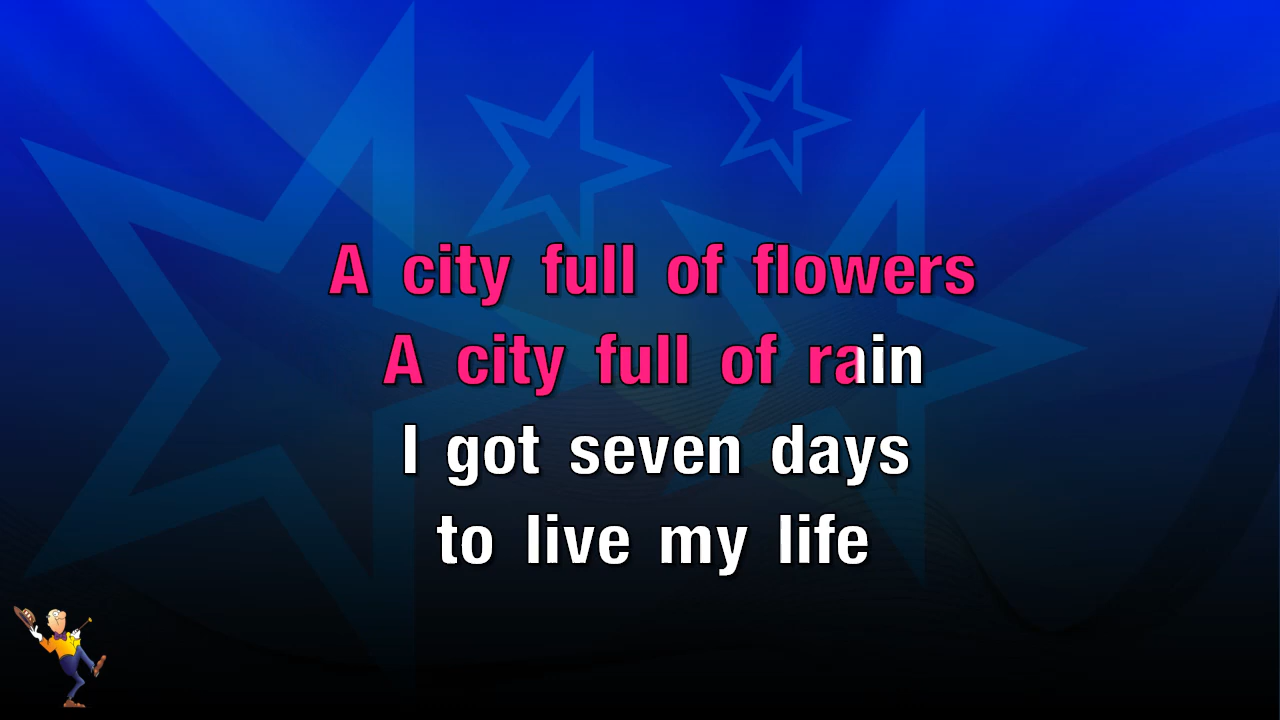 A city full of flowers
A city full of rain
I got seven days
to live my life